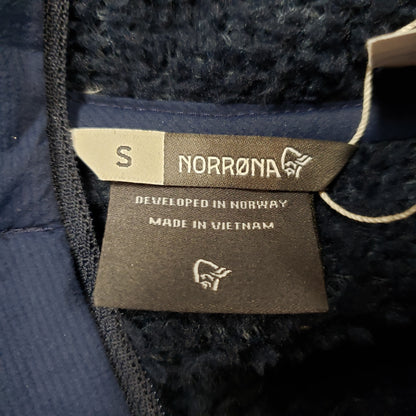 S
NORRØNA
DEVELOPED IN NORWAY
MADE IN VIETNAM